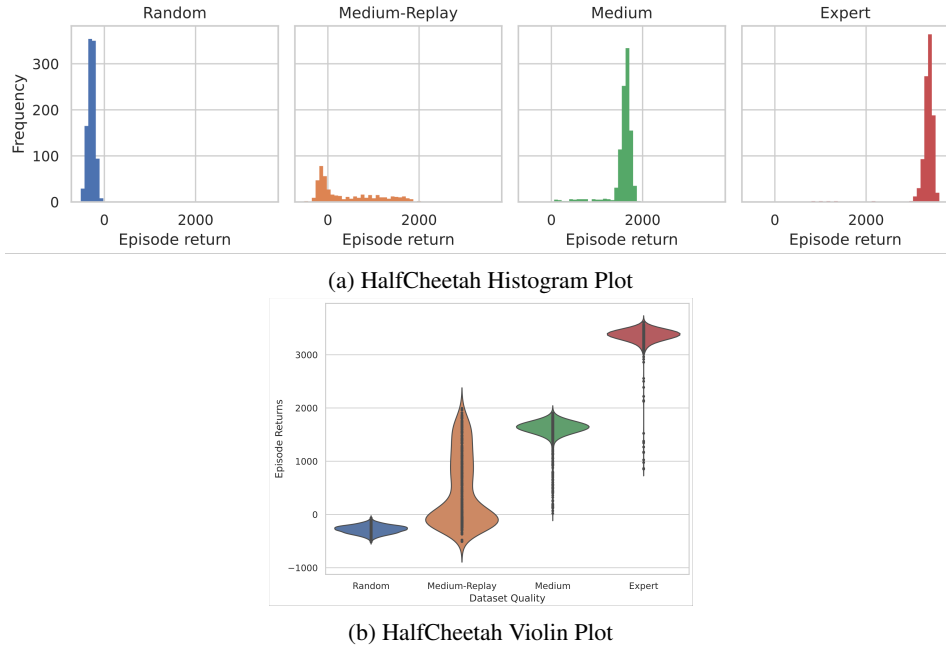 Random Medium-Replay Medium Expert
300
200
100
0
Frequency
0 2000 0 2000 0 2000 0 2000
Episode return Episode return Episode return Episode return
(a) HalfCheetah Histogram Plot
3000
2000
1000
0
−1000
Episode Returns
Random Medium-Replay Medium Expert
Dataset Quality
(b) HalfCheetah Violin Plot